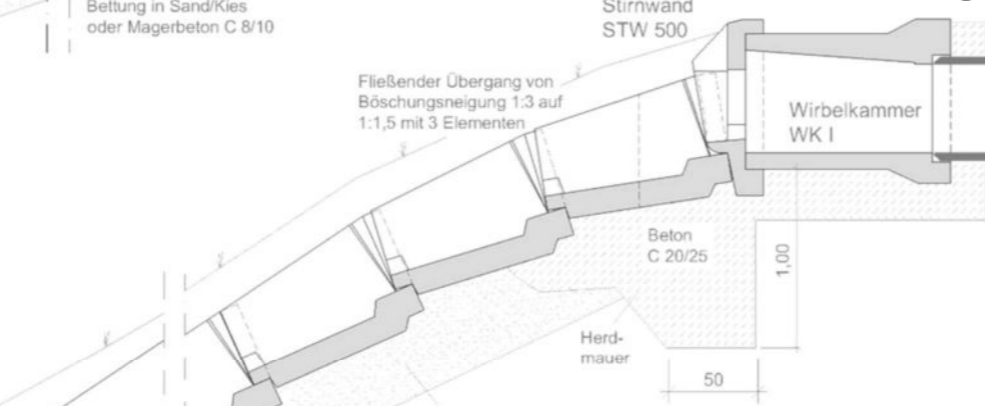 Bettung in Sand/Kies
oder Magerbeton C 8/10
Stirnwand
STW 500
Fließender Übergang von
Böschungsneigung 1:3 auf
1:1,5 mit 3 Elementen
Wirbelkammer
WK I
Beton
C 20/25
1,00
Herd-
mauer
50